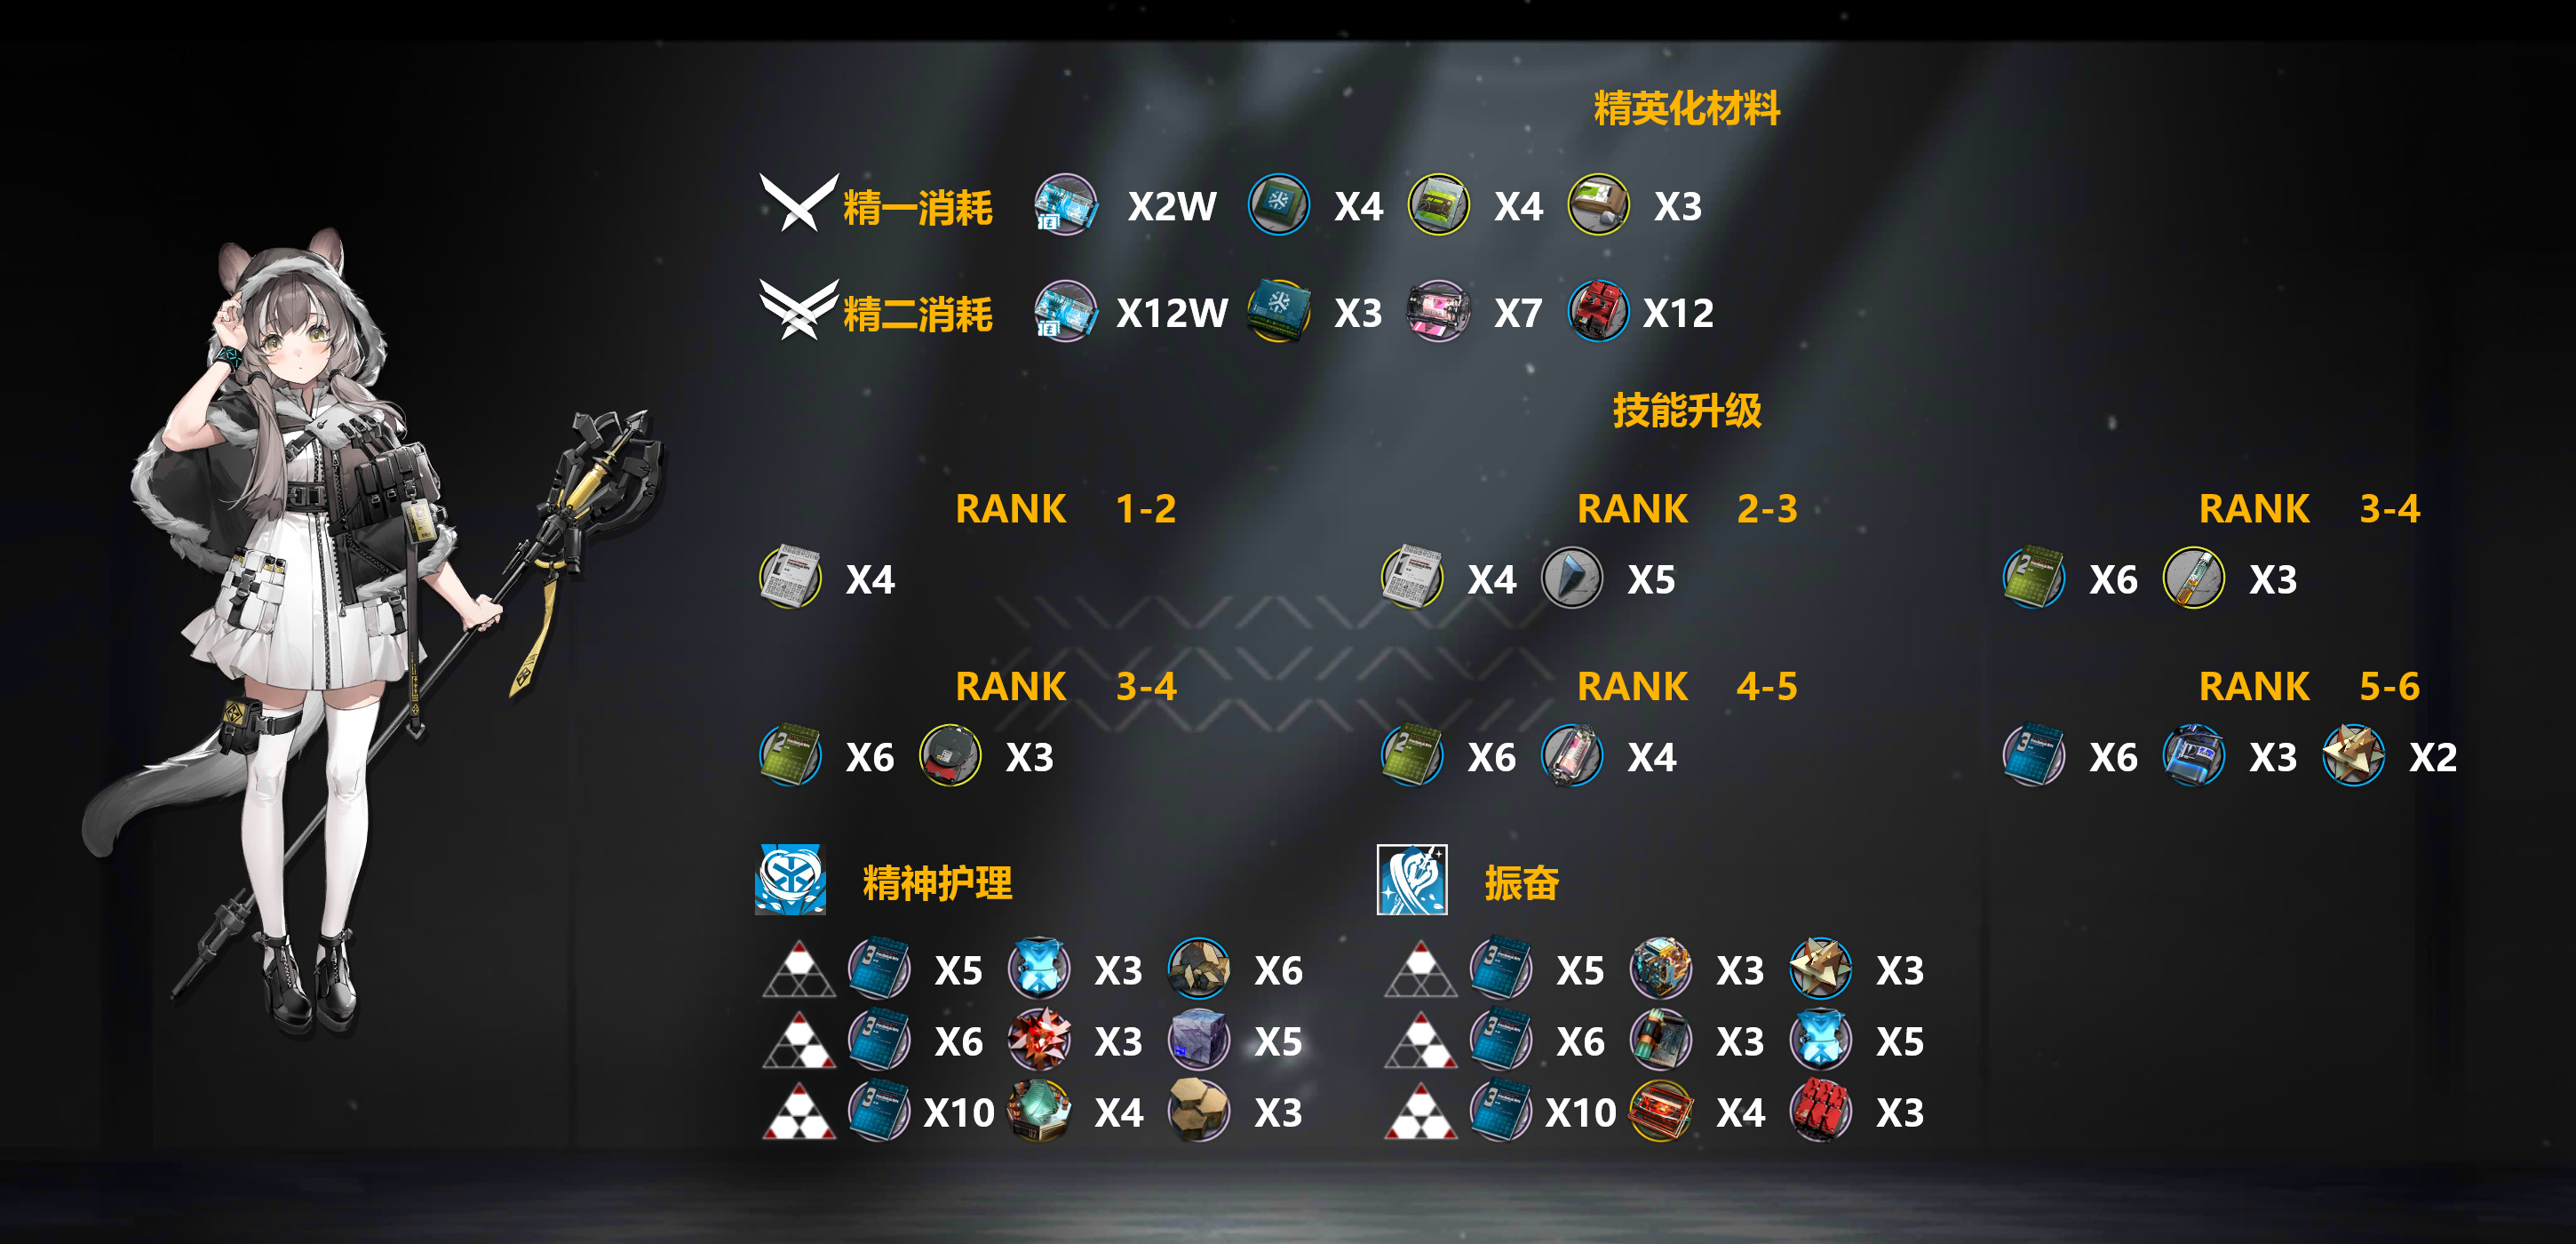 精英化材料
精一消耗 X2W X4 X4 X3
精二消耗 X12W X3 X7 X12
技能升级
RANK 1-2 RANK 2-3 RANK 3-4
X4 X4 X5 X6 X3
RANK 3-4 RANK 4-5 RANK 5-6
X6 X3 X6 X4 X6 X3 X2
精神护理 振奋
X5 X3 X6 X5 X3 X3
X6 X3 X5 X6 X3 X5
X10 X4 X3 X10 X4 X3